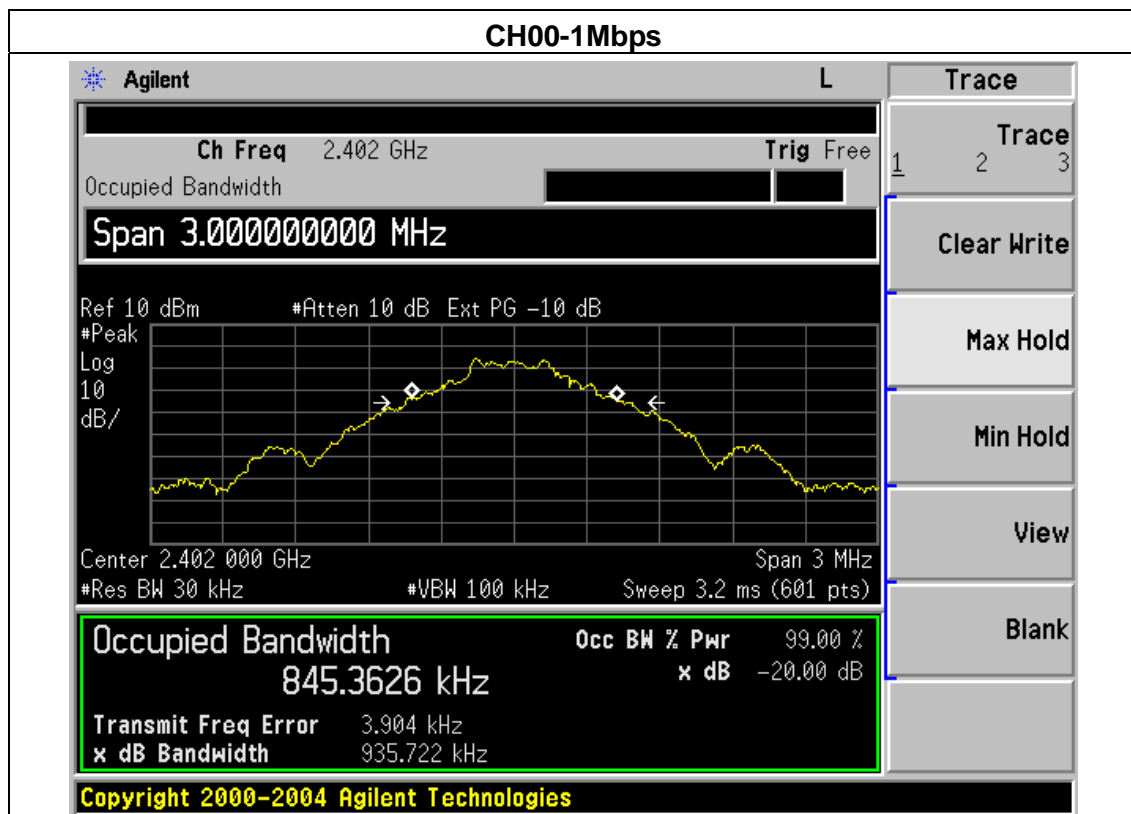 CH00-1Mbps
Agilent L Trace
Ch Freq 2.402 GHz Trig Free
Occupied Bandwidth
Span 3.000000000 MHz
Ref 10 dBm #Atten 10 dB Ext PG -10 dB
#Peak
Log
10
dB/
Center 2.402 000 GHz Span 3 MHz
#Res BW 30 kHz #VBW 100 kHz Sweep 3.2 ms (601 pts)
Occupied Bandwidth Occ BW % Pwr 99.00 %
845.3626 kHz x dB -20.00 dB
Transmit Freq Error 3.904 kHz
x dB Bandwidth 935.722 kHz
Copyright 2000-2004 Agilent Technologies
Trace
1 2 3
Clear Write
Max Hold
Min Hold
View
Blank